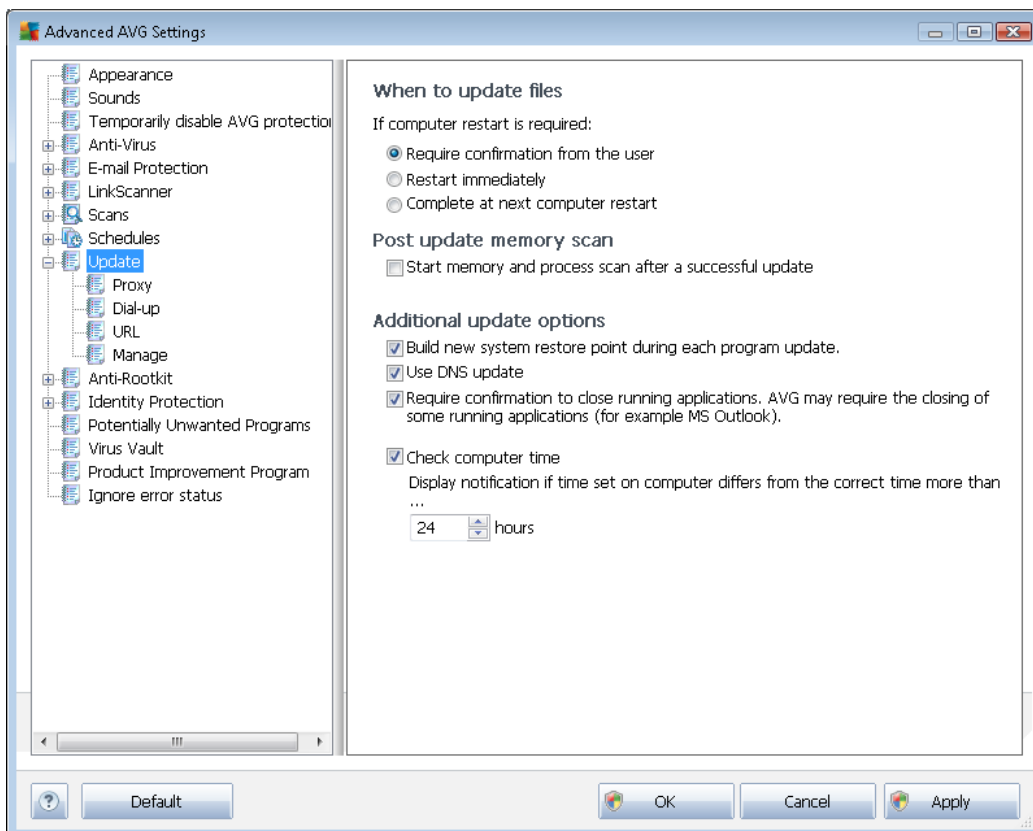 Advanced AVG Settings
Appearance
Sounds
Temporarily disable AVG protection
Anti-Virus
E-mail Protection
LinkScanner
Scans
Schedules
Update
Proxy
Dial-up
URL
Manage
Anti-Rootkit
Identity Protection
Potentially Unwanted Programs
Virus Vault
Product Improvement Program
Ignore error status
When to update files
If computer restart is required:
Require confirmation from the user
Restart immediately
Complete at next computer restart
Post update memory scan
Start memory and process scan after a successful update
Additional update options
Build new system restore point during each program update.
Use DNS update
Require confirmation to close running applications. AVG may require the closing of
some running applications (for example MS Outlook).
Check computer time
Display notification if time set on computer differs from the correct time more than
...
24 hours
? Default OK Cancel Apply